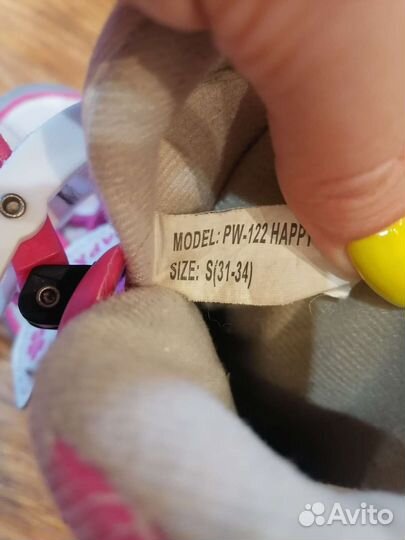 MODEL: PW-122 HAPPY
SIZE: S(31-34)
Avito